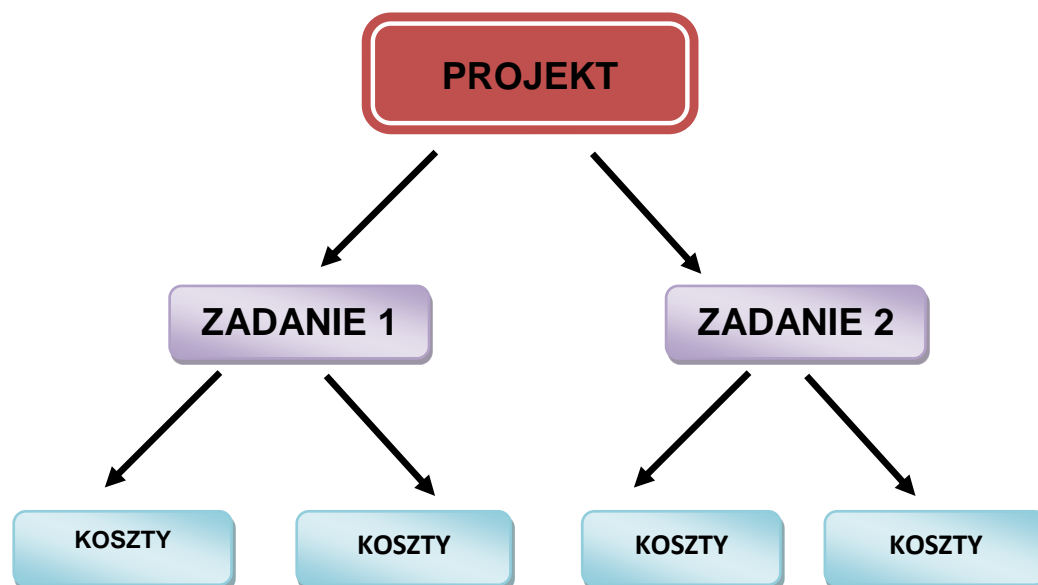 PROJEKT
ZADANIE 1
ZADANIE 2
KOSZTY
KOSZTY
KOSZTY
KOSZTY